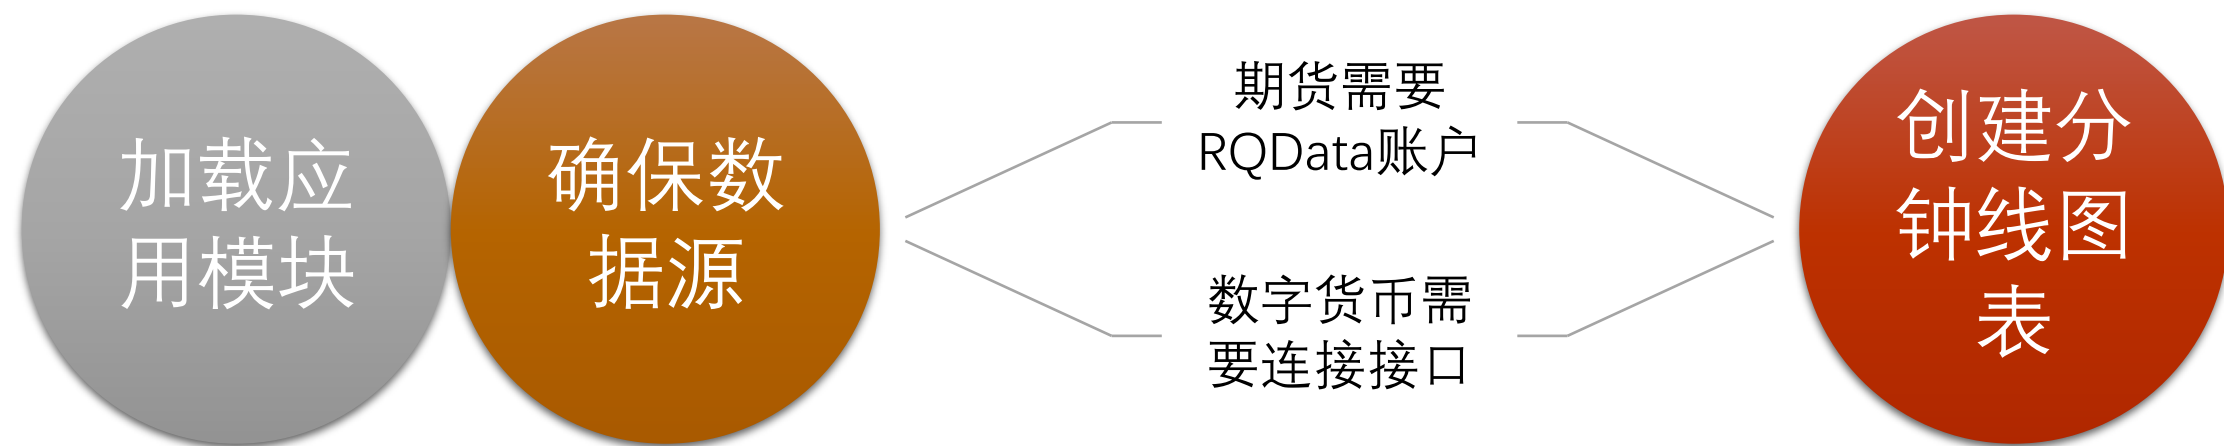 加载应
用模块
确保数
据源
期货需要
RQData账户
数字货币需
要连接接口
创建分
钟线图
表